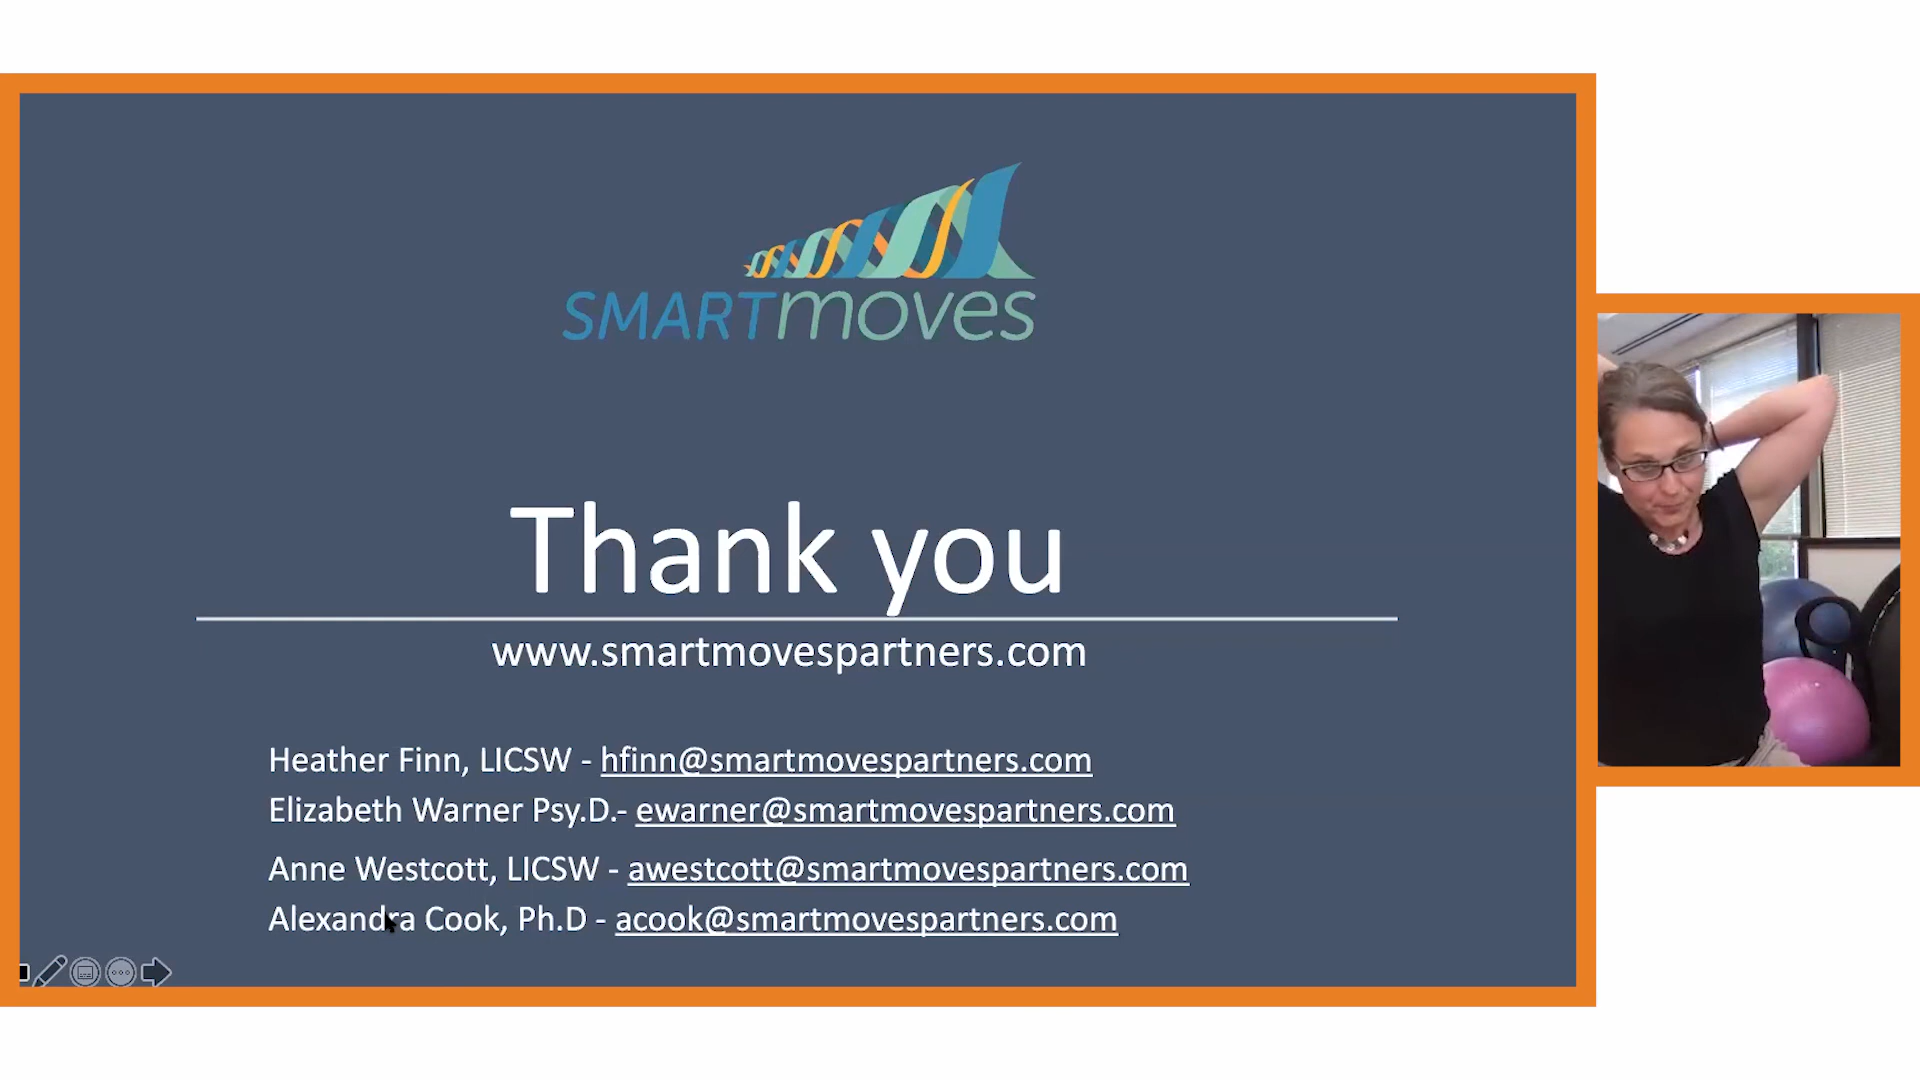 SMARTmoves
Thank you
www.smartmovespartners.com
Heather Finn, LICSW - hfinn@smartmovespartners.com
Elizabeth Warner Psy.D.- ewarner@smartmovespartners.com
Anne Westcott, LICSW - awestcott@smartmovespartners.com
Alexandra Cook, Ph.D - acook@smartmovespartners.com